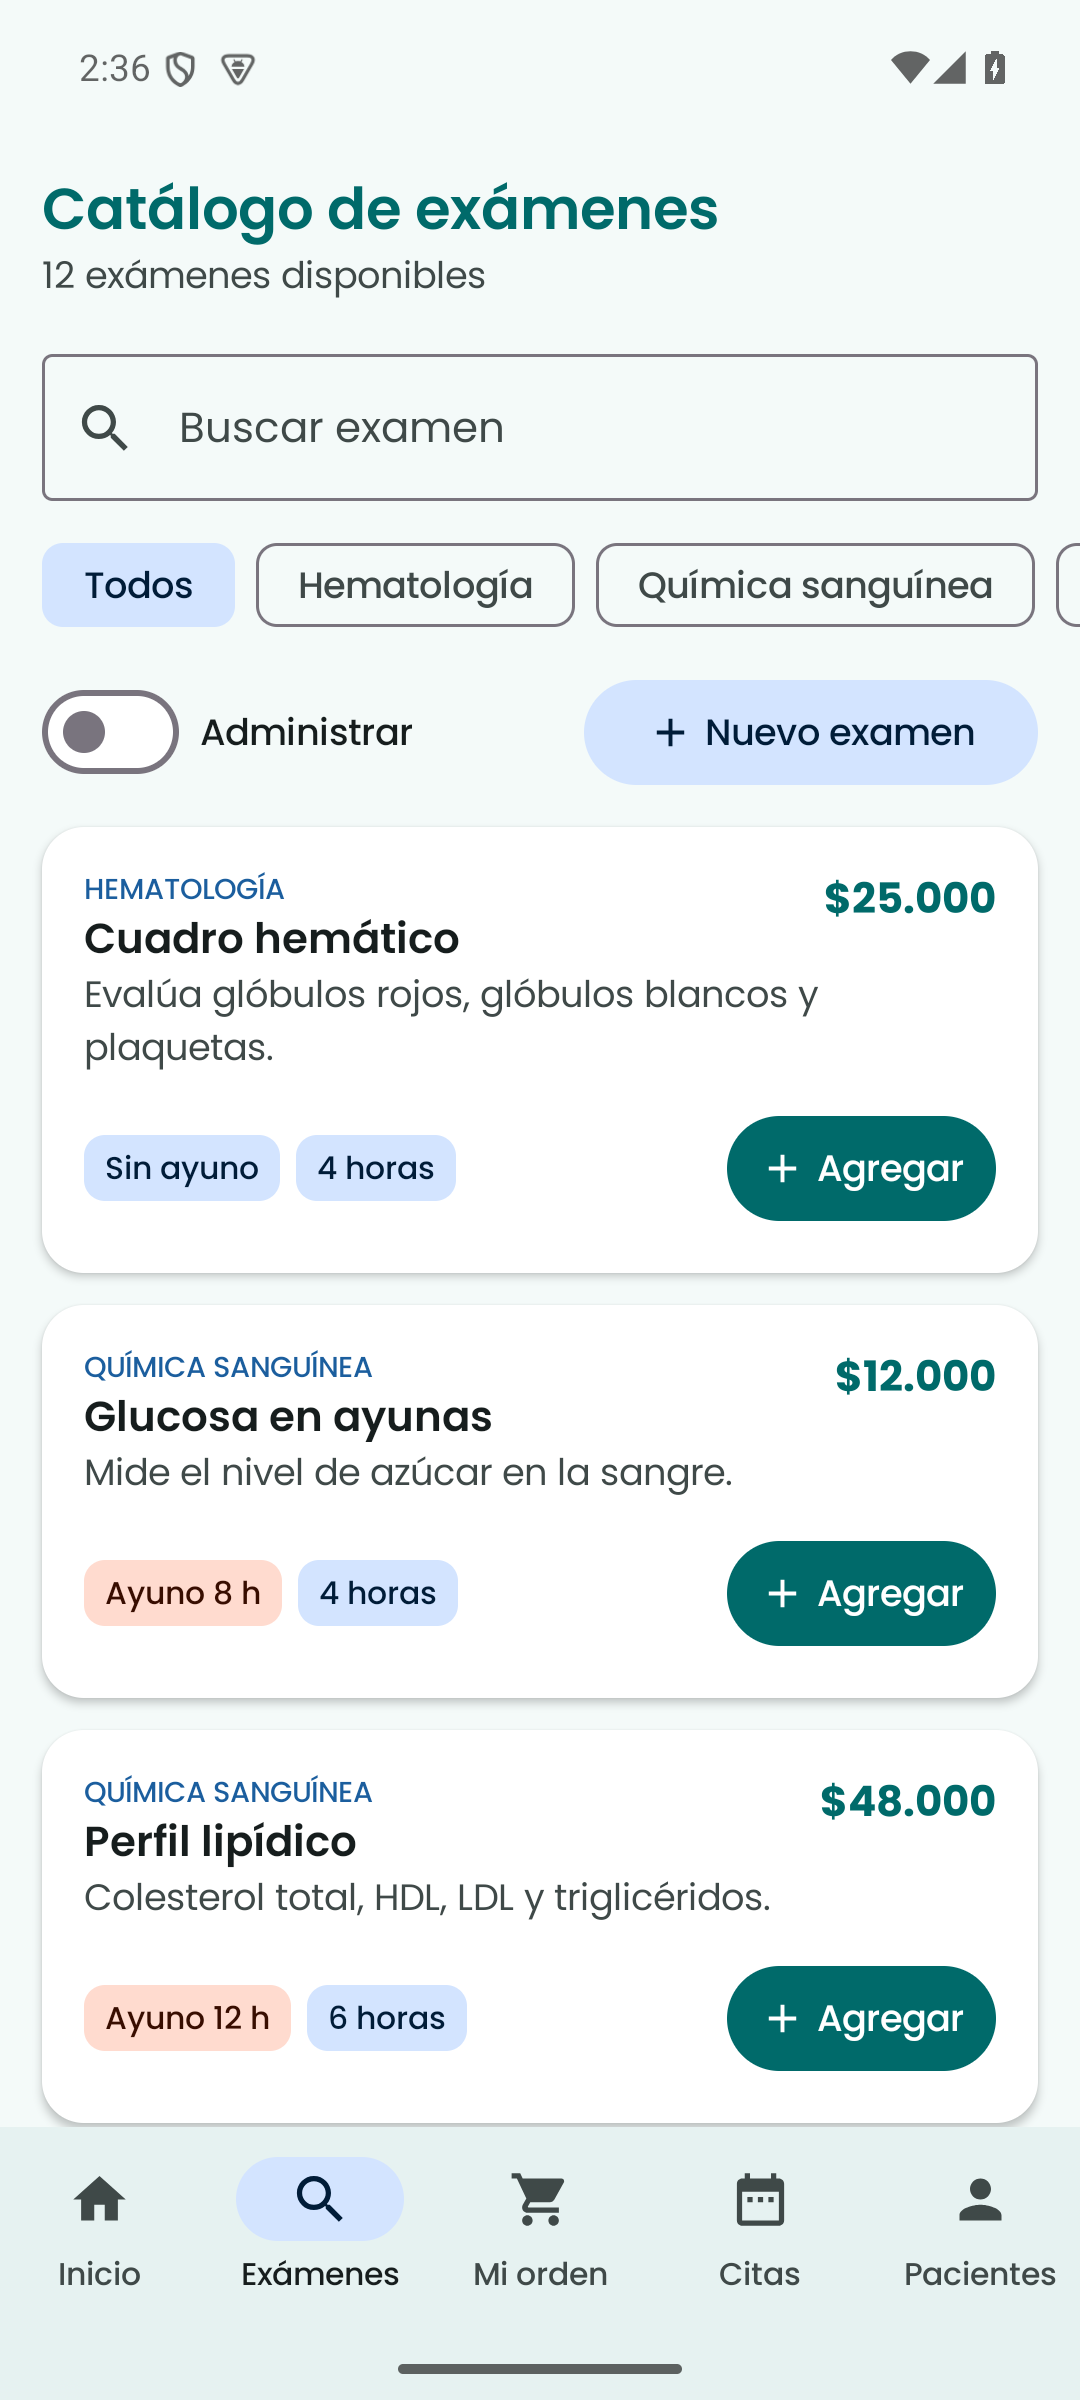 2:36
Catálogo de exámenes
12 exámenes disponibles
Buscar examen
Todos
Hematología
Química sanguínea
Administrar
+ Nuevo examen
HEMATOLOGÍA
$25.000
Cuadro hemático
Evalúa glóbulos rojos, glóbulos blancos y
plaquetas.
Sin ayuno
4 horas
+ Agregar
QUÍMICA SANGUÍNEA
$12.000
Glucosa en ayunas
Mide el nivel de azúcar en la sangre.
Ayuno 8 h
4 horas
+ Agregar
QUÍMICA SANGUÍNEA
$48.000
Perfil lipídico
Colesterol total, HDL, LDL y triglicéridos.
Ayuno 12 h
6 horas
+ Agregar
Inicio
Exámenes
Mi orden
Citas
Pacientes